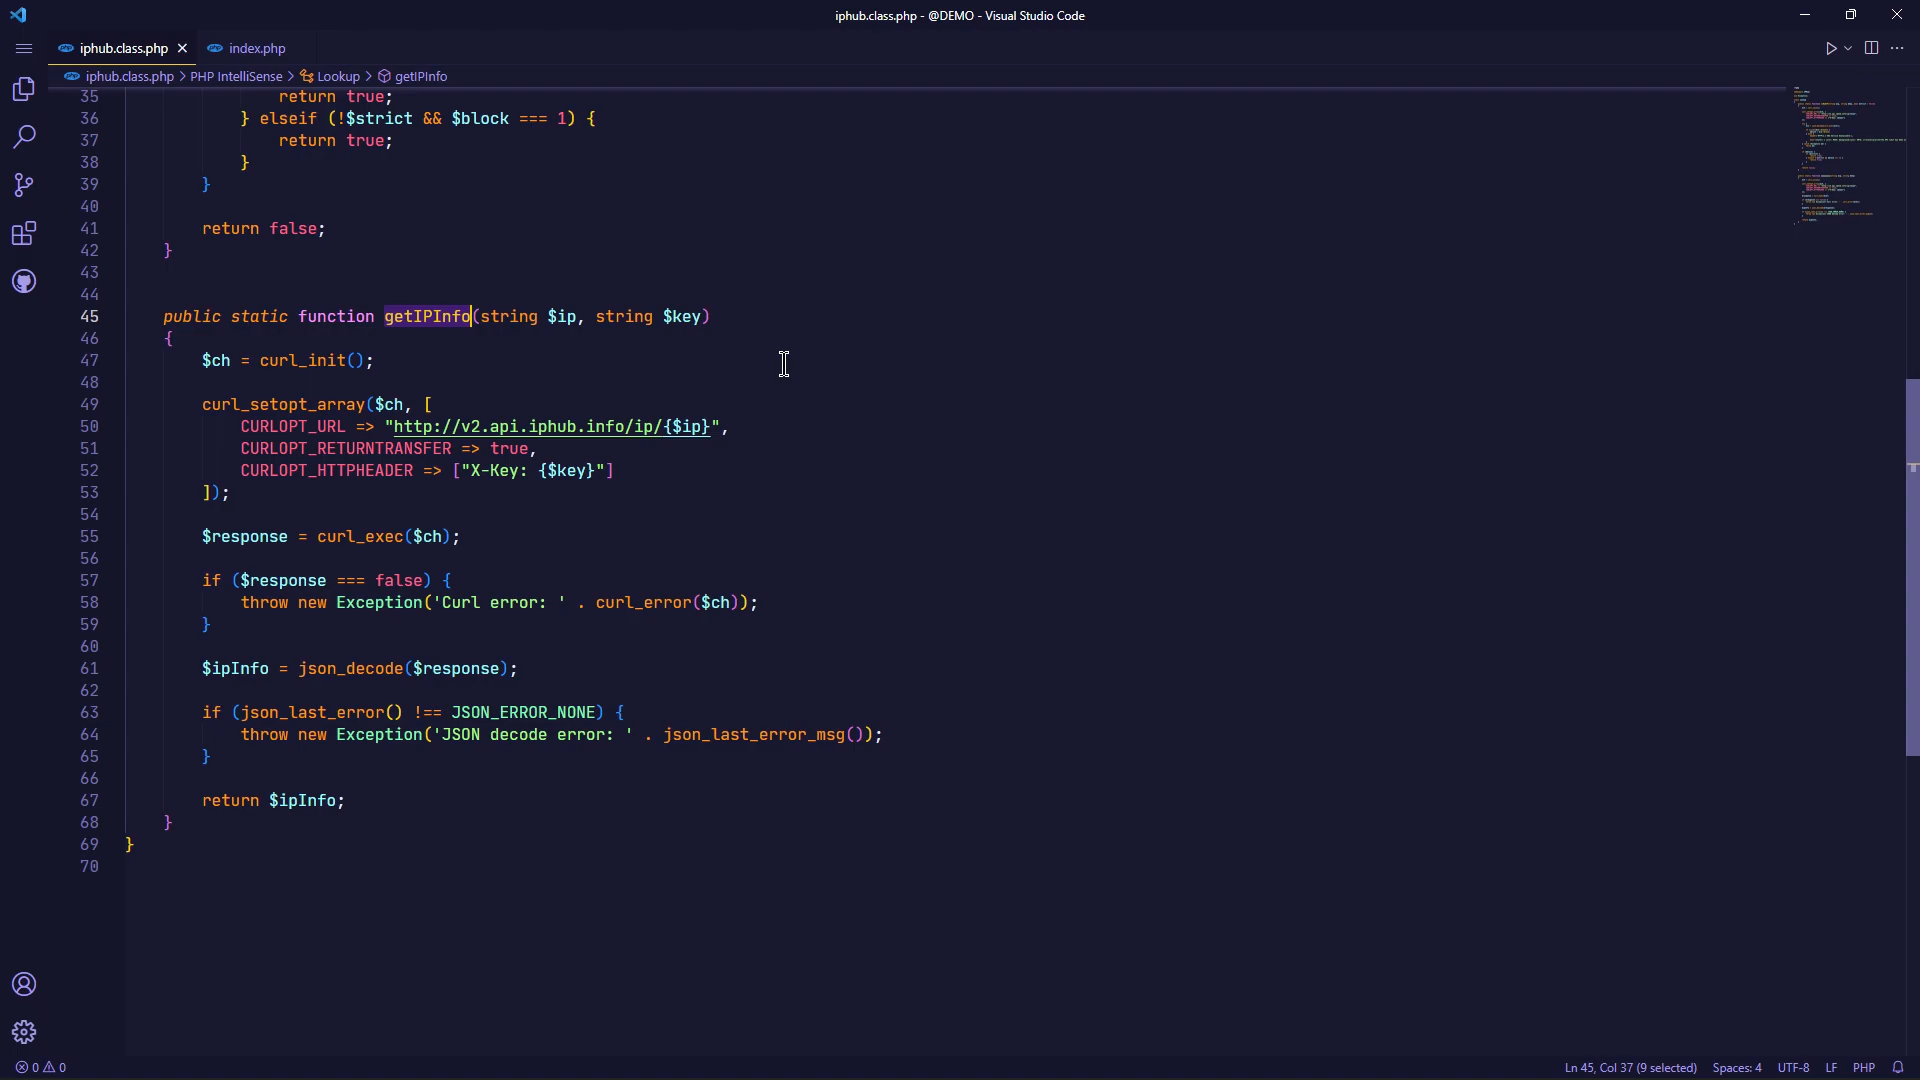 iphub.class.php - @DEMO - Visual Studio Code
iphub.class.php
index.php
iphub.class.php > PHP IntelliSense > Lookup > getIPInfo
35 return true;
36 } elseif (!$strict && $block === 1) {
37 return true;
38 }
39 }
40
41 return false;
42 }
43
44
45 public static function getIPInfo(string $ip, string $key)
46 {
47 $ch = curl_init();
48
49 curl_setopt_array($ch, [
50 CURLOPT_URL => "http://v2.api.iphub.info/ip/{$ip}",
51 CURLOPT_RETURNTRANSFER => true,
52 CURLOPT_HTTPHEADER => ["X-Key: {$key}"]
53 ]);
54
55 $response = curl_exec($ch);
56
57 if ($response === false) {
58 throw new Exception('Curl error: ' . curl_error($ch));
59 }
60
61 $ipInfo = json_decode($response);
62
63 if (json_last_error() !== JSON_ERROR_NONE) {
64 throw new Exception('JSON decode error: ' . json_last_error_msg());
65 }
66
67 return $ipInfo;
68 }
69 }
70
0 0
Ln 45, Col 37 (9 selected) Spaces: 4 UTF-8 LF PHP